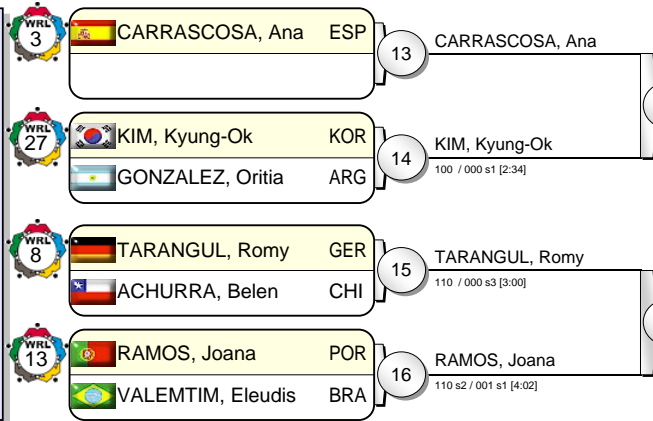 WRL 3 CARRASCOSA, Ana ESP
13 CARRASCOSA, Ana
WRL 27 KIM, Kyung-Ok KOR
GONZALEZ, Oritia ARG
14 KIM, Kyung-Ok
100 / 000 s1 [2:34]
WRL 8 TARANGUL, Romy GER
ACHURRA, Belen CHI
15 TARANGUL, Romy
110 / 000 s3 [3:00]
WRL 13 RAMOS, Joana POR
VALEMTIM, Eleudis BRA
16 RAMOS, Joana
110 s2 / 001 s1 [4:02]